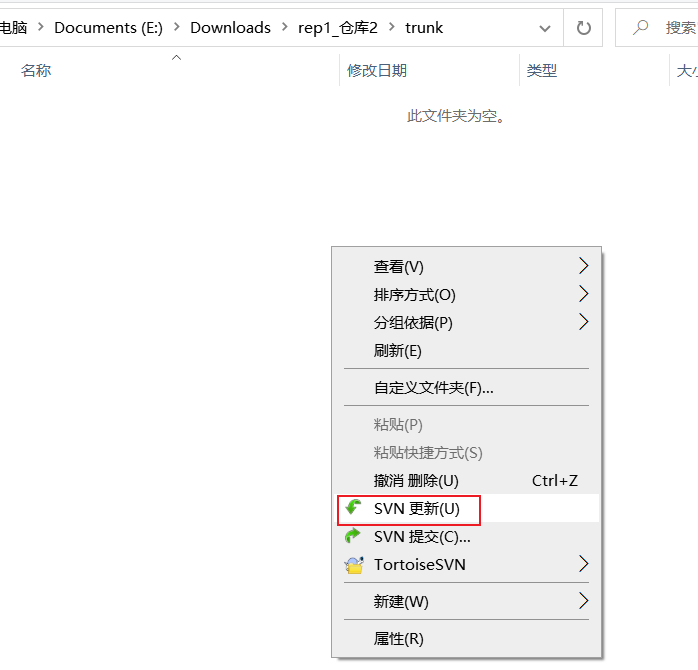 电脑 > Documents (E:) > Downloads > rep1_仓库2 > trunk
搜索
名称 修改日期 类型 大小
此文件夹为空。
查看(V)
排序方式(O)
分组依据(P)
刷新(E)
自定义文件夹(F)...
粘贴(P)
粘贴快捷方式(S)
撤消 删除(U) Ctrl+Z
SVN 更新(U)
SVN 提交(C)...
TortoiseSVN
新建(W)
属性(R)